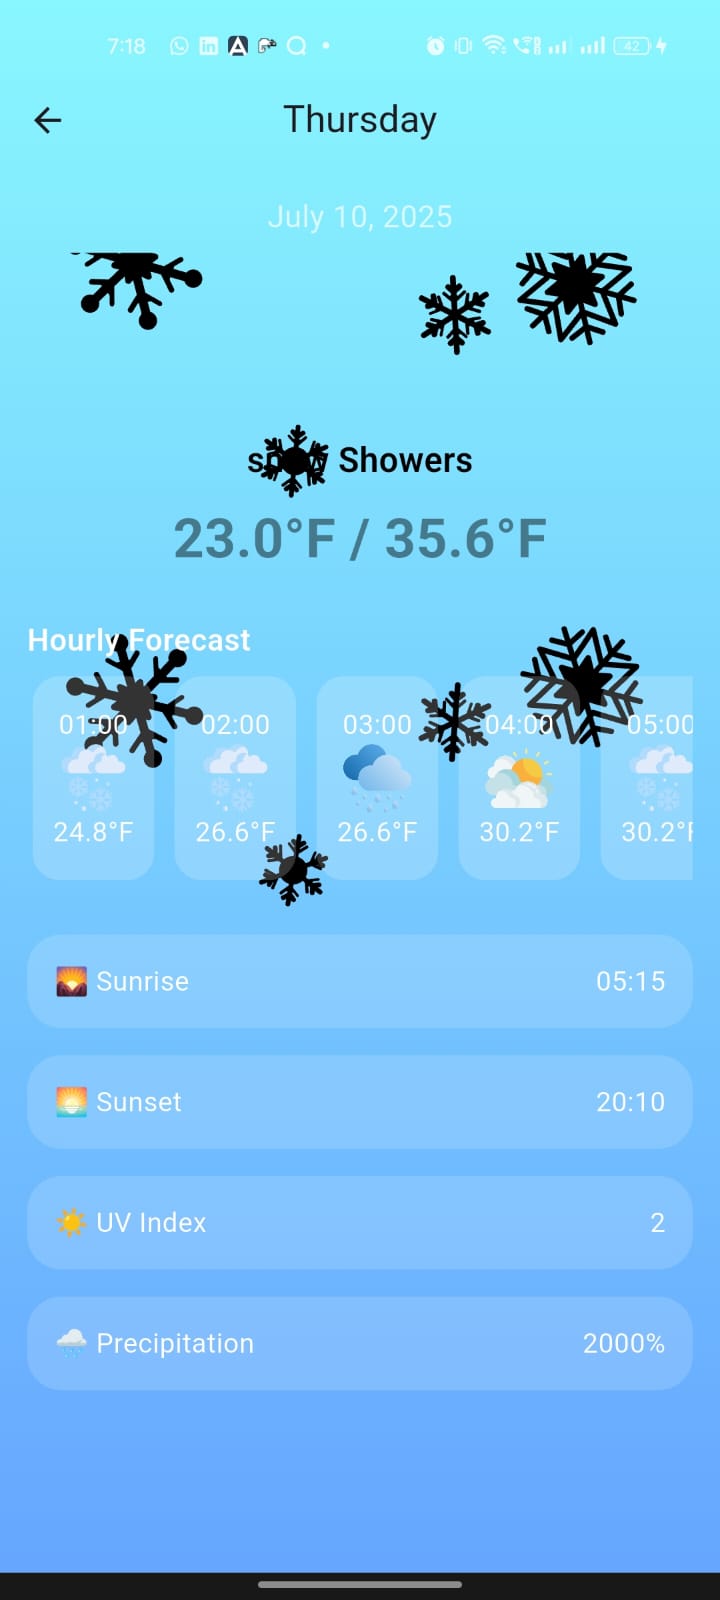 7:18
42
Thursday
July 10, 2025
snow Showers
23.0°F / 35.6°F
Hourly Forecast
01:00 02:00 03:00 04:00 05:00
24.8°F 26.6°F 26.6°F 30.2°F 30.2°F
Sunrise 05:15
Sunset 20:10
UV Index 2
Precipitation 2000%